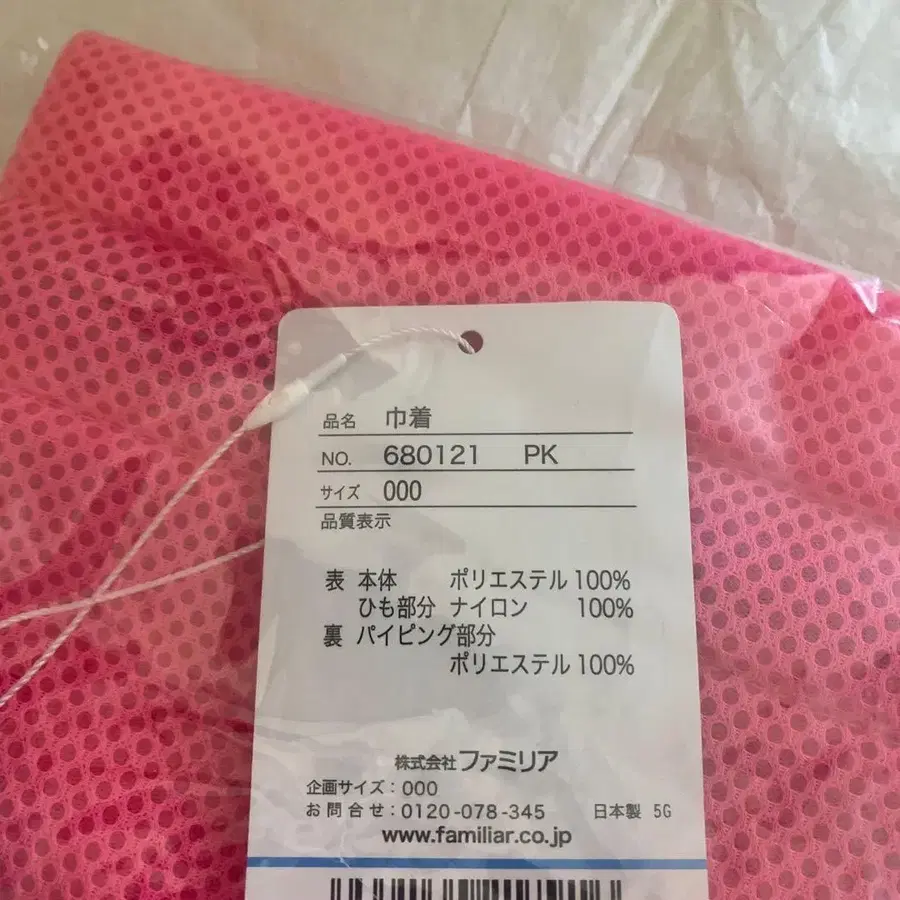 品名 巾着
NO. 680121 PK
サイズ 000
品質表示
表 本体 ポリエステル 100%
ひも部分 ナイロン 100%
裏 パイピング部分
ポリエステル 100%
株式会社ファミリア
企画サイズ：000
お問合せ：0120-078-345 日本製 5G
www.familiar.co.jp